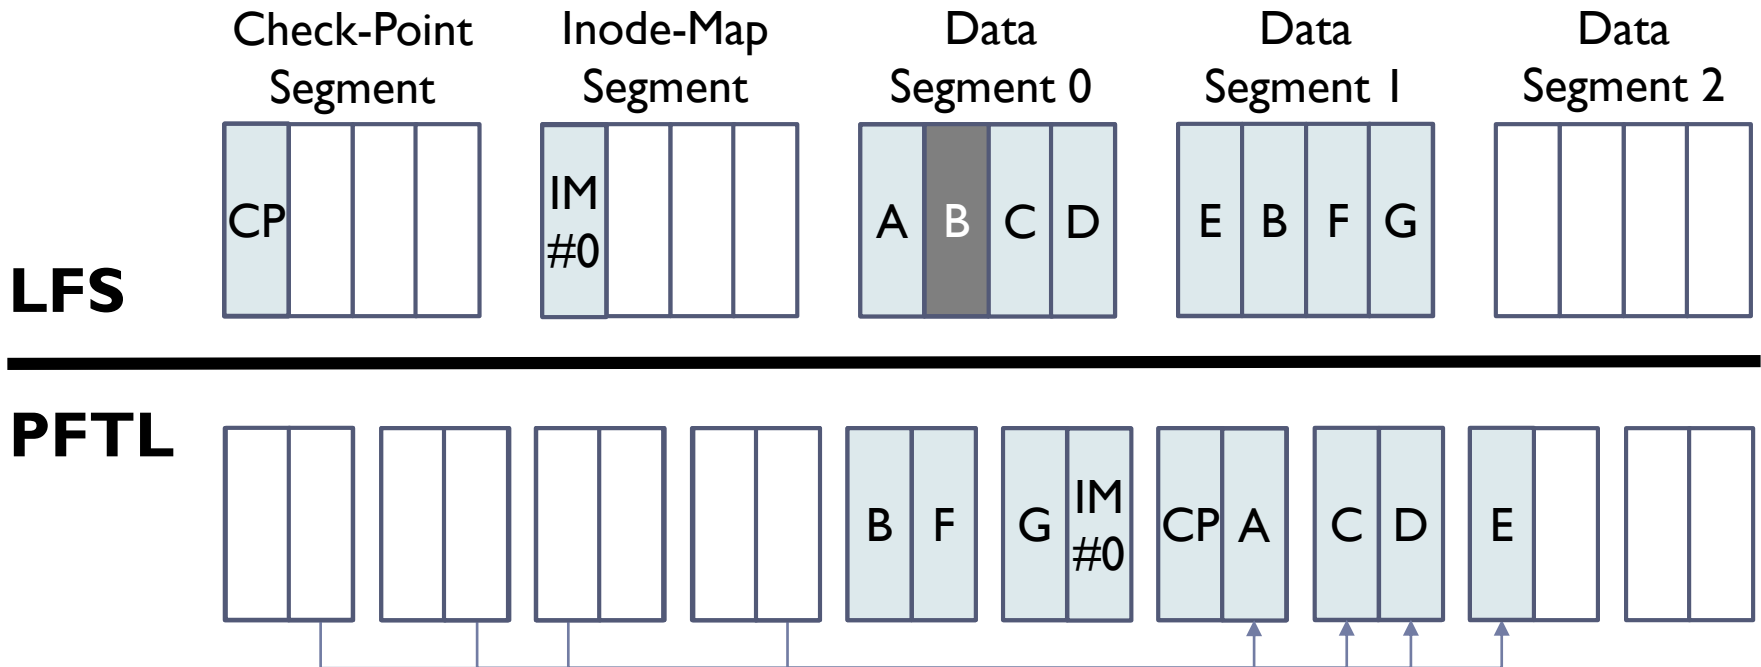 Check-Point Segment
Inode-Map Segment
Data Segment 0
Data Segment 1
Data Segment 2
LFS
CP
IM #0
A B C D
E B F G
PFTL
B F
G IM #0
CP A
C D
E